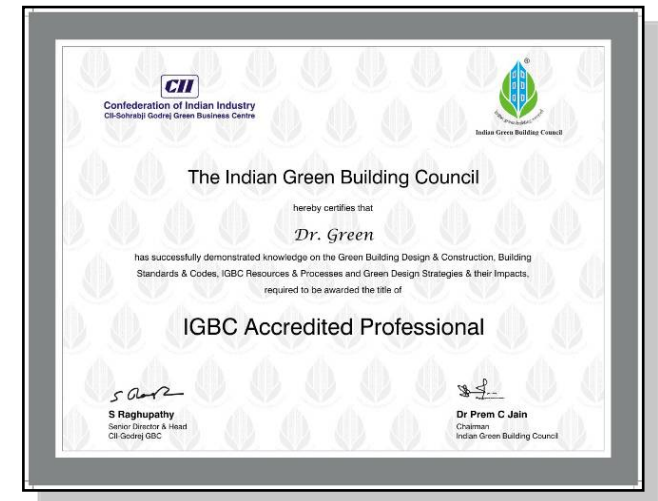 CII
Confederation of Indian Industry
CII-Sohrabji Godrej Green Business Centre
®
Indian Green Building Council
The Indian Green Building Council
hereby certifies that
Dr. Green
has successfully demonstrated knowledge on the Green Building Design & Construction, Building
Standards & Codes, IGBC Resources & Processes and Green Design Strategies & their Impacts,
required to be awarded the title of
IGBC Accredited Professional
S Raghupathy
Senior Director & Head
CII-Godrej GBC
Dr Prem C Jain
Chairman
Indian Green Building Council